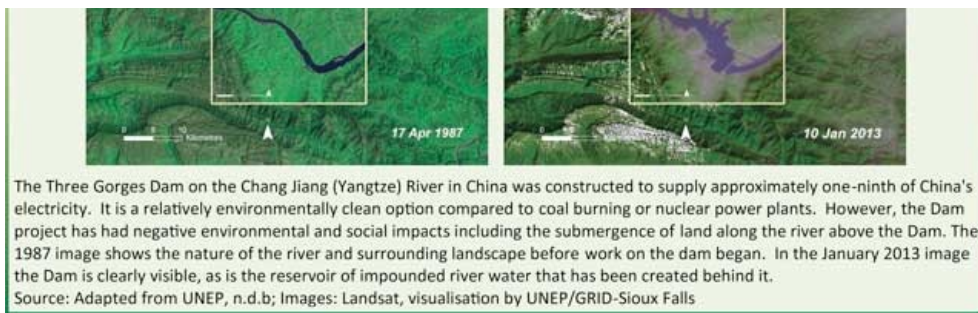 17 Apr 1987
10 Jan 2013
Kilometres
The Three Gorges Dam on the Chang Jiang (Yangtze) River in China was constructed to supply approximately one-ninth of China's
electricity. It is a relatively environmentally clean option compared to coal burning or nuclear power plants. However, the Dam
project has had negative environmental and social impacts including the submergence of land along the river above the Dam. The
1987 image shows the nature of the river and surrounding landscape before work on the dam began. In the January 2013 image
the Dam is clearly visible, as is the reservoir of impounded river water that has been created behind it.
Source: Adapted from UNEP, n.d.b; Images: Landsat, visualisation by UNEP/GRID-Sioux Falls